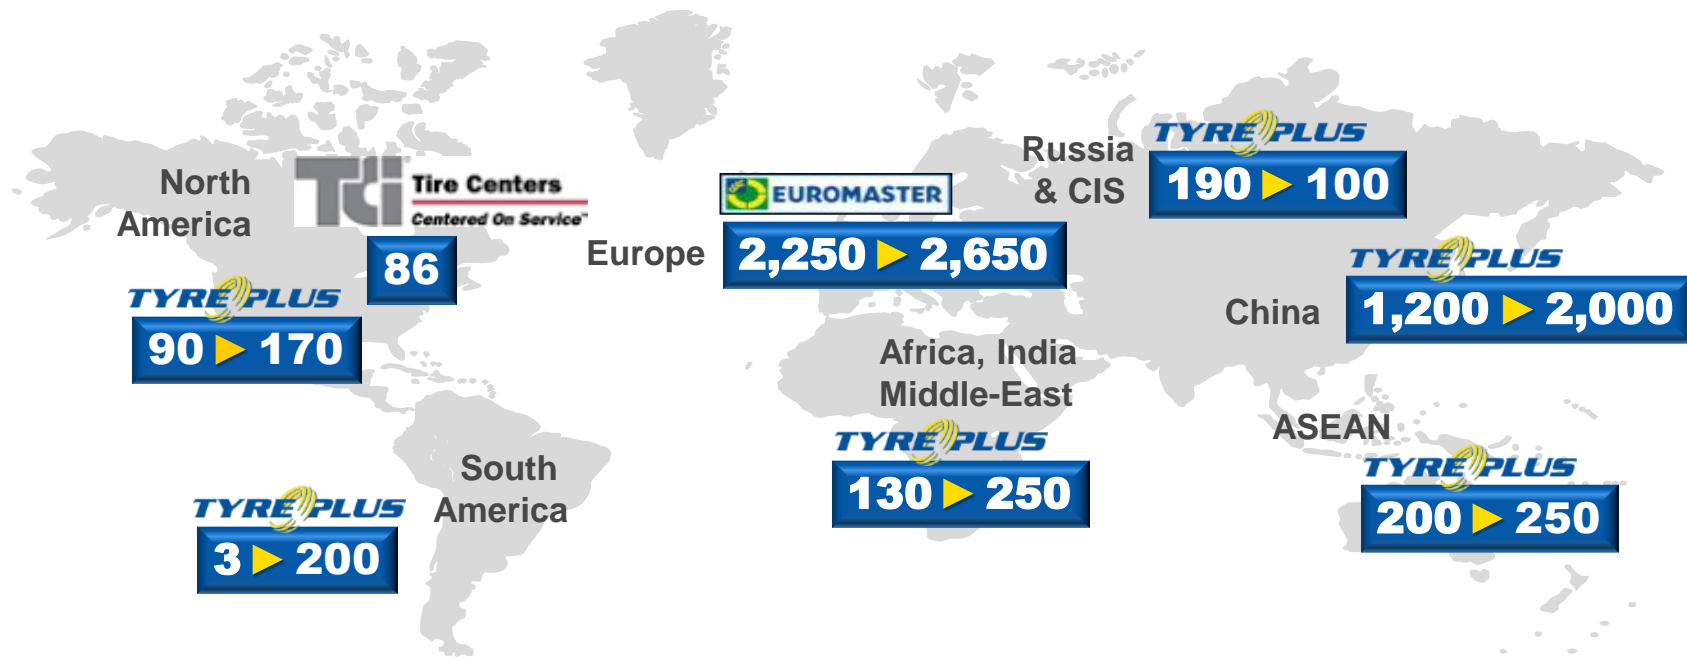 North
America
TCi
Tire Centers
Centered On Service™
86
TYREPLUS
90 ► 170
South
America
TYREPLUS
3 ► 200
EUROMASTER
Europe
2,250 ► 2,650
Russia
& CIS
TYREPLUS
190 ► 100
China
TYREPLUS
1,200 ► 2,000
Africa, India
Middle-East
TYREPLUS
130 ► 250
ASEAN
TYREPLUS
200 ► 250